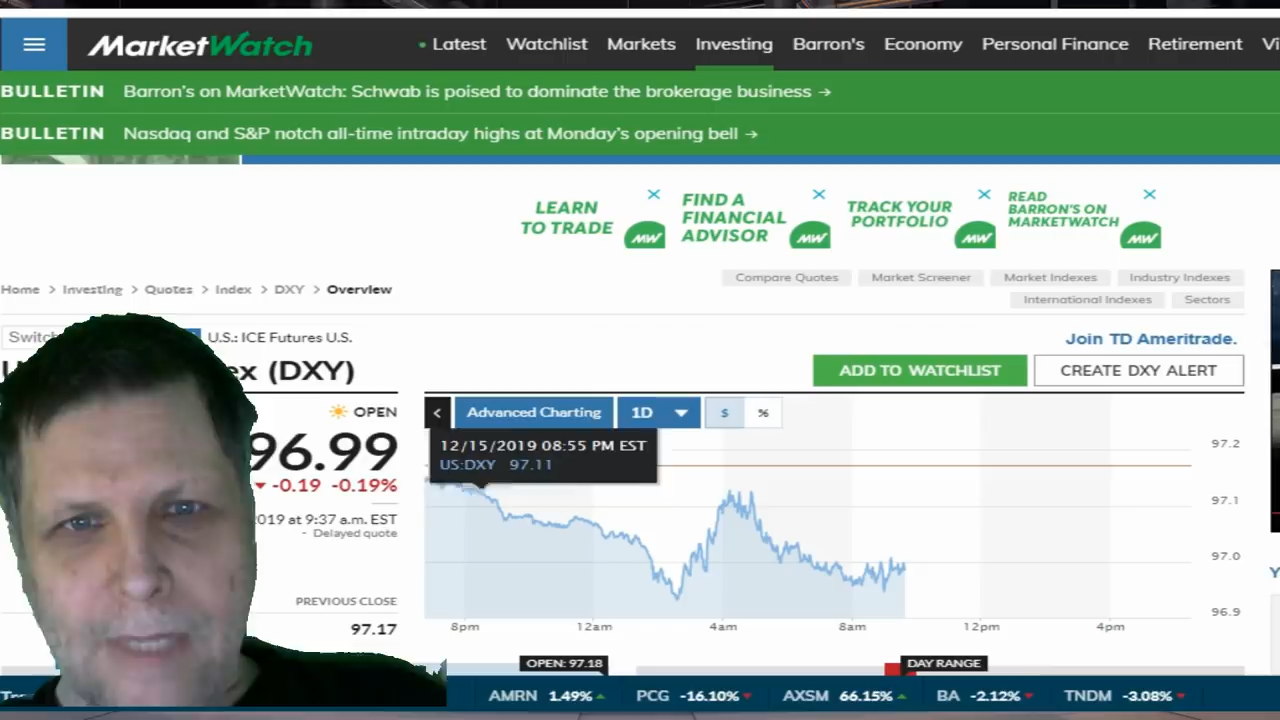 MarketWatch
Latest Watchlist Markets Investing Barron's Economy Personal Finance Retirement
BULLETIN Barron's on MarketWatch: Schwab is poised to dominate the brokerage business →
BULLETIN Nasdaq and S&P notch all-time intraday highs at Monday's opening bell →
LEARN TO TRADE
MW
FIND A FINANCIAL ADVISOR
MW
TRACK YOUR PORTFOLIO
MW
READ BARRON'S ON MARKETWATCH
MW
Compare Quotes Market Screener Market Indexes Industry Indexes
International Indexes Sectors
Home > Investing > Quotes > Index > DXY > Overview
U.S.: ICE Futures U.S.
Join TD Ameritrade.
(DXY)
ADD TO WATCHLIST CREATE DXY ALERT
OPEN
96.99
-0.19 -0.19%
2019 at 9:37 a.m. EST
- Delayed quote
PREVIOUS CLOSE
97.17
< Advanced Charting 1D $ %
12/15/2019 08:55 PM EST
US:DXY 97.11
97.2
97.1
97.0
96.9
8pm 12am 4am 8am 12pm 4pm
OPEN: 97.18 DAY RANGE
AMRN 1.49% PCG -16.10% AXSM 66.15% BA -2.12% TNDM -3.08%